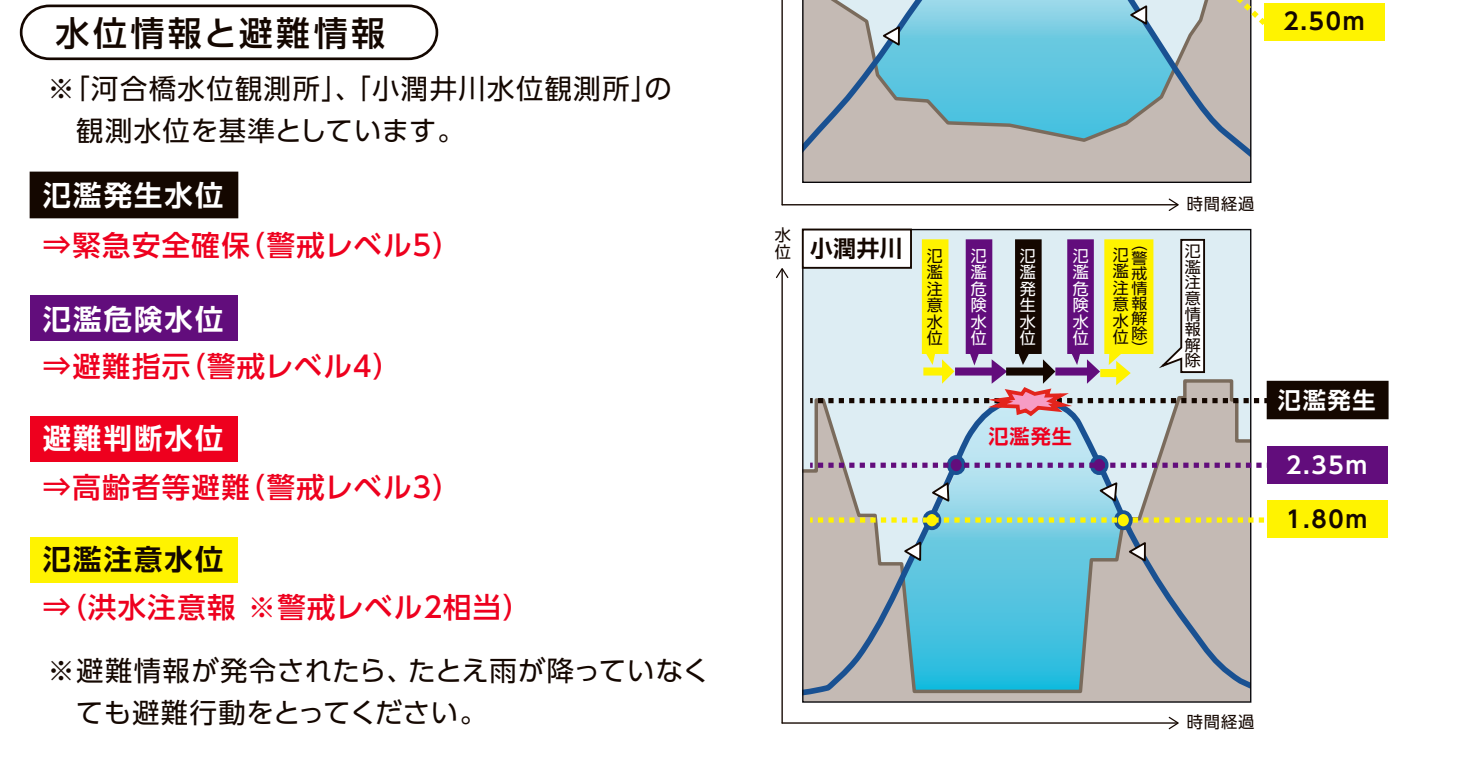 水位情報と避難情報
※「河合橋水位観測所」、「小潤井川水位観測所」の
観測水位を基準としています。
氾濫発生水位
⇒緊急安全確保（警戒レベル5）
氾濫危険水位
⇒避難指示（警戒レベル4）
避難判断水位
⇒高齢者等避難（警戒レベル3）
氾濫注意水位
⇒（洪水注意報 ※警戒レベル2相当）
※避難情報が発令されたら、たとえ雨が降っていなく
ても避難行動をとってください。
2.50m
時間経過
水位
小潤井川
氾濫注意水位
氾濫危険水位
氾濫発生水位
氾濫危険水位
（警戒情報解除）
氾濫注意水位
氾濫注意情報解除
氾濫発生
氾濫発生
2.35m
1.80m
時間経過